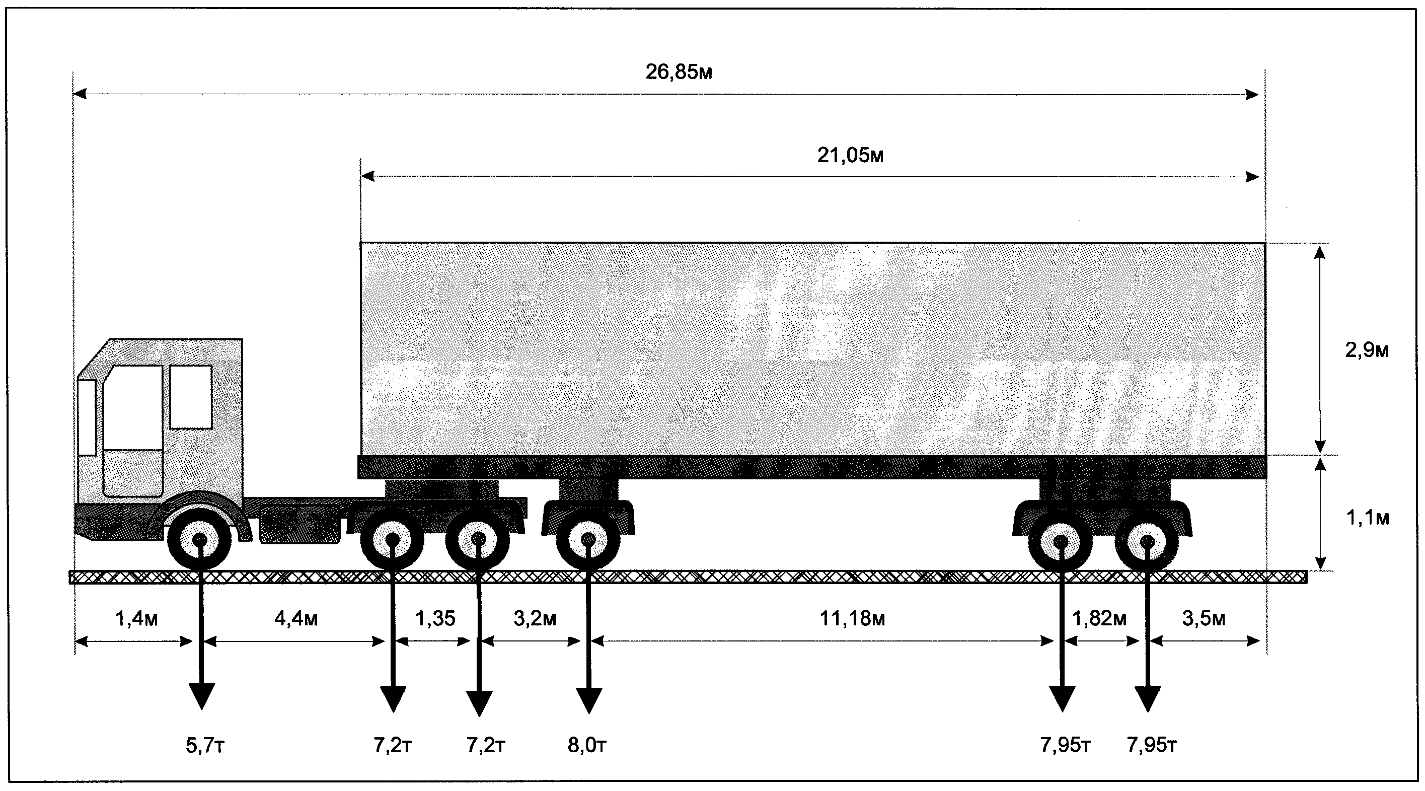 26,85м
21,05м
2,9м
1,1м
1,4м 4,4м 1,35 3,2м 11,18м 1,82м 3,5м
5,7т 7,2т 7,2т 8,0т 7,95т 7,95т